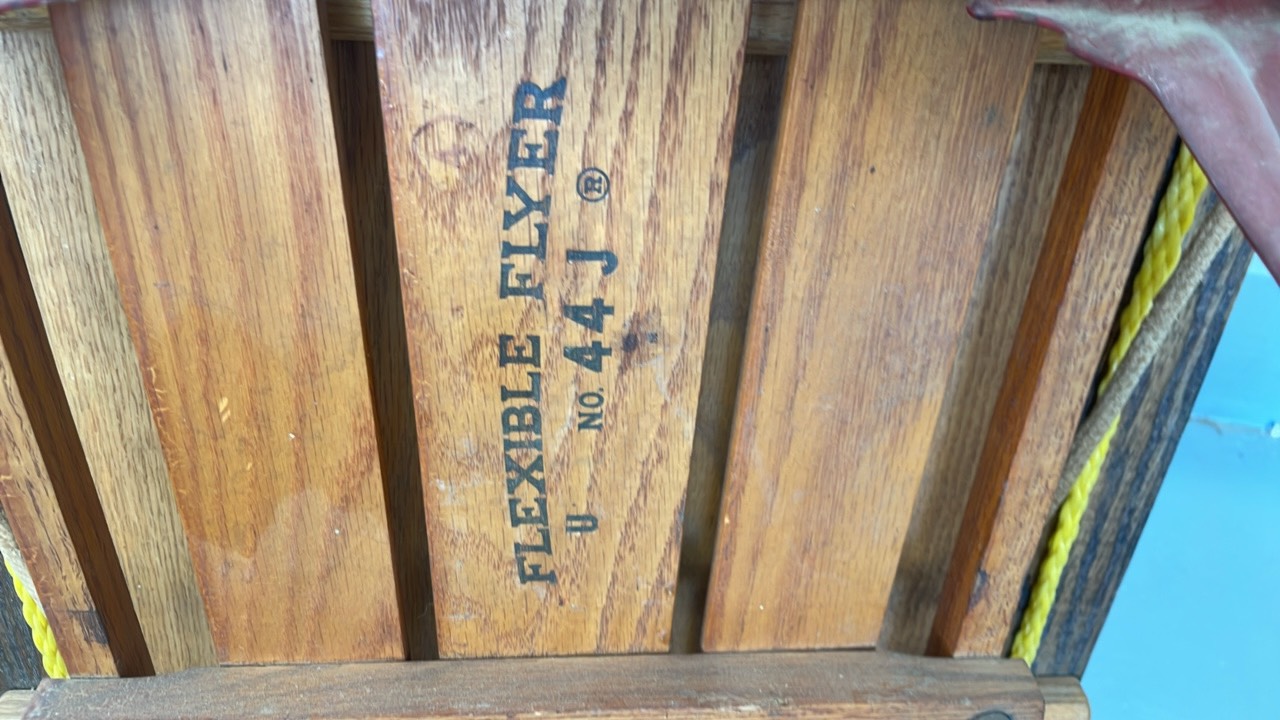 FLEXIBLE FLYER
U NO. 44 J ®